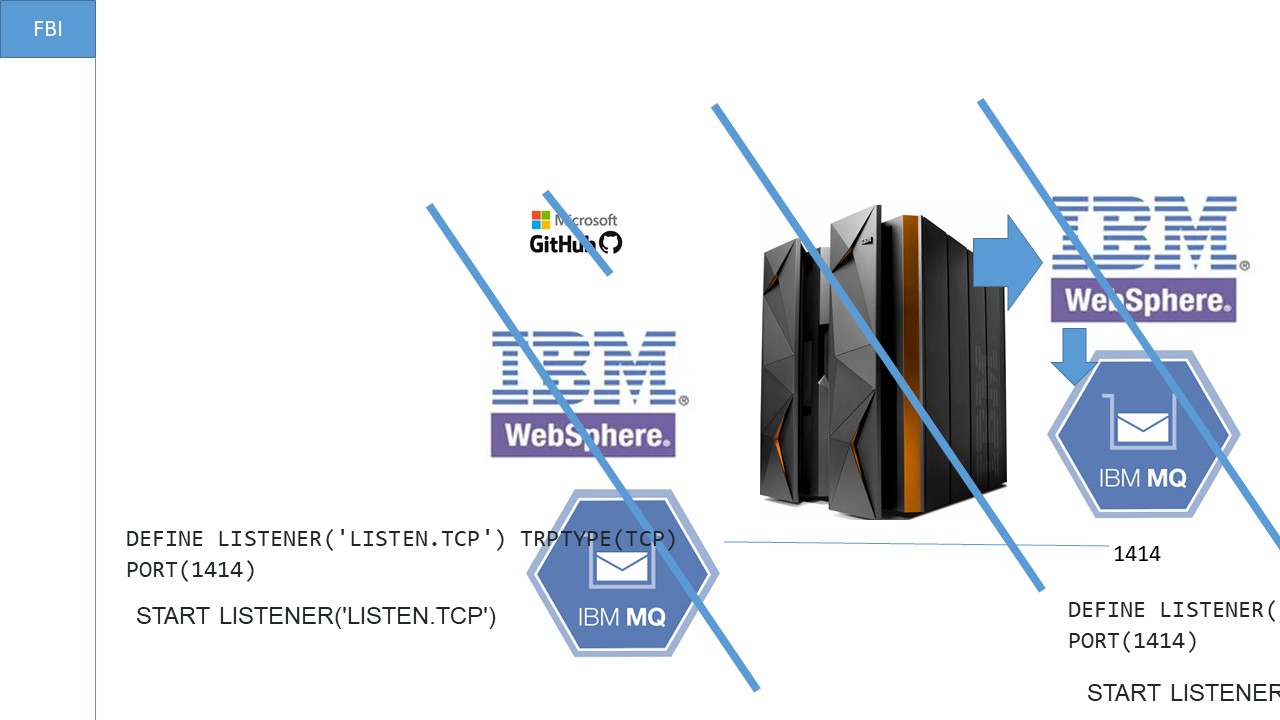 FBI
Microsoft
GitHub
IBM
IBM®
WebSphere®
IBM®
WebSphere®
IBM MQ
DEFINE LISTENER('LISTEN.TCP') TRPTYPE(TCP)
PORT(1414)
START LISTENER('LISTEN.TCP')
IBM MQ
1414
DEFINE LISTENER(
PORT(1414)
START LISTENER